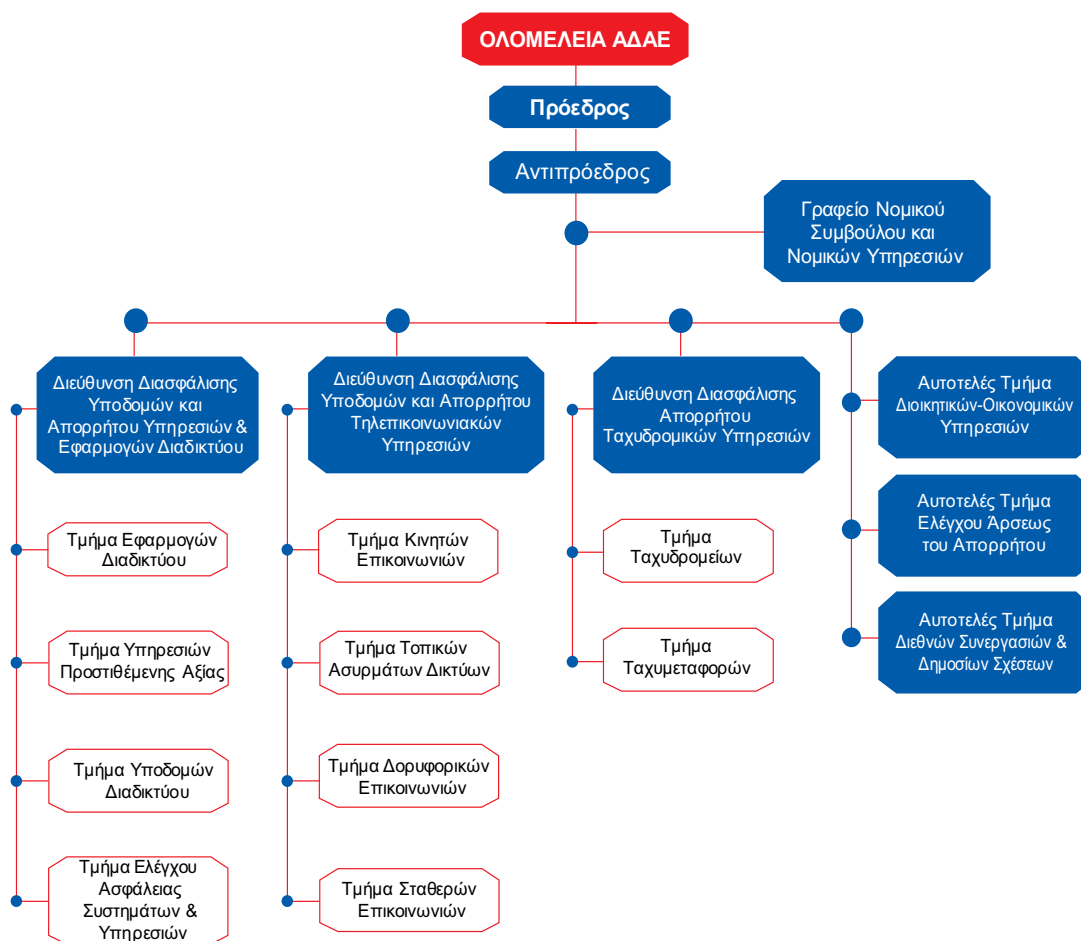 ΟΛΟΜΕΛΕΙΑ ΑΔΑΕ
Πρόεδρος
Αντιπρόεδρος
Γραφείο Νομικού
Συμβούλου και
Νομικών Υπηρεσιών
Διεύθυνση Διασφάλισης
Υποδομών και
Απορρήτου Υπηρεσιών &
Εφαρμογών Διαδικτύου
Τμήμα Εφαρμογών
Διαδικτύου
Τμήμα Υπηρεσιών
Προστιθέμενης Αξίας
Τμήμα Υποδομών
Διαδικτύου
Τμήμα Ελέγχου
Ασφάλειας
Συστημάτων &
Υπηρεσιών
Διεύθυνση Διασφάλισης
Υποδομών και Απορρήτου
Τηλεπικοινωνιακών
Υπηρεσιών
Τμήμα Κινητών
Επικοινωνιών
Τμήμα Τοπικών
Ασυρμάτων Δικτύων
Τμήμα Δορυφορικών
Επικοινωνιών
Τμήμα Σταθερών
Επικοινωνιών
Διεύθυνση Διασφάλισης
Απορρήτου
Ταχυδρομικών Υπηρεσιών
Τμήμα
Ταχυδρομείων
Τμήμα
Ταχυμεταφορών
Αυτοτελές Τμήμα
Διοικητικών-Οικονομικών
Υπηρεσιών
Αυτοτελές Τμήμα
Ελέγχου Άρσεως
του Απορρήτου
Αυτοτελές Τμήμα
Διεθνών Συνεργασιών &
Δημοσίων Σχέσεων